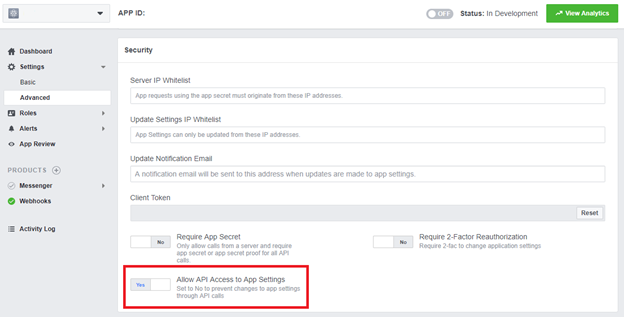 APP ID:
OFF
Status: In Development
View Analytics
Dashboard
Settings
Basic
Advanced
Roles
Alerts
App Review
PRODUCTS
Messenger
Webhooks
Activity Log
Security
Server IP Whitelist
App requests using the app secret must originate from these IP addresses.
Update Settings IP Whitelist
App Settings can only be updated from these IP addresses.
Update Notification Email
A notification email will be sent to this address when updates are made to app settings.
Client Token
Reset
No
Require App Secret
Only allow calls from a server and require
app secret or app secret proof for all API
calls.
No
Require 2-Factor Reauthorization
Require 2-fac to change application settings
Yes
Allow API Access to App Settings
Set to No to prevent changes to app settings
through API calls